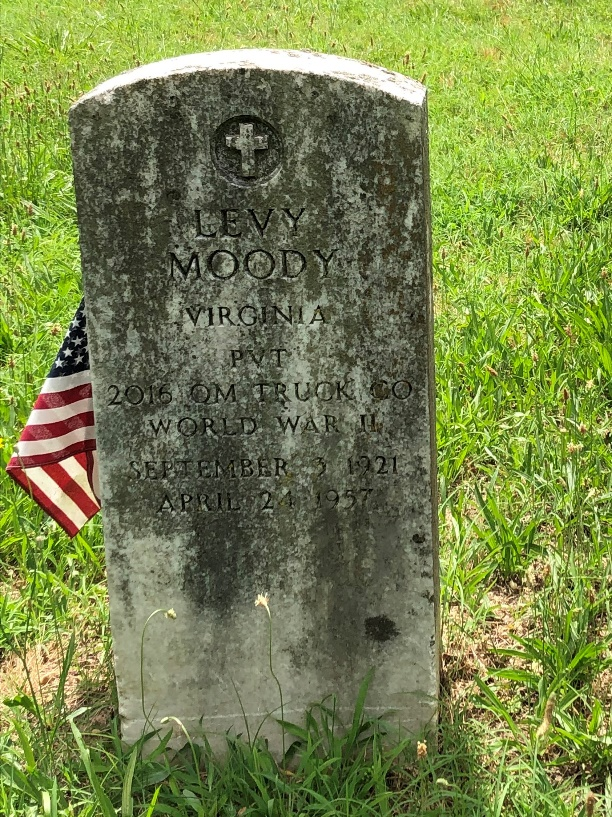 LEVY
MOODY
VIRGINIA
PVT
2016 QM TRUCK CO
WORLD WAR II
SEPTEMBER 3 1921
APRIL 24 1957